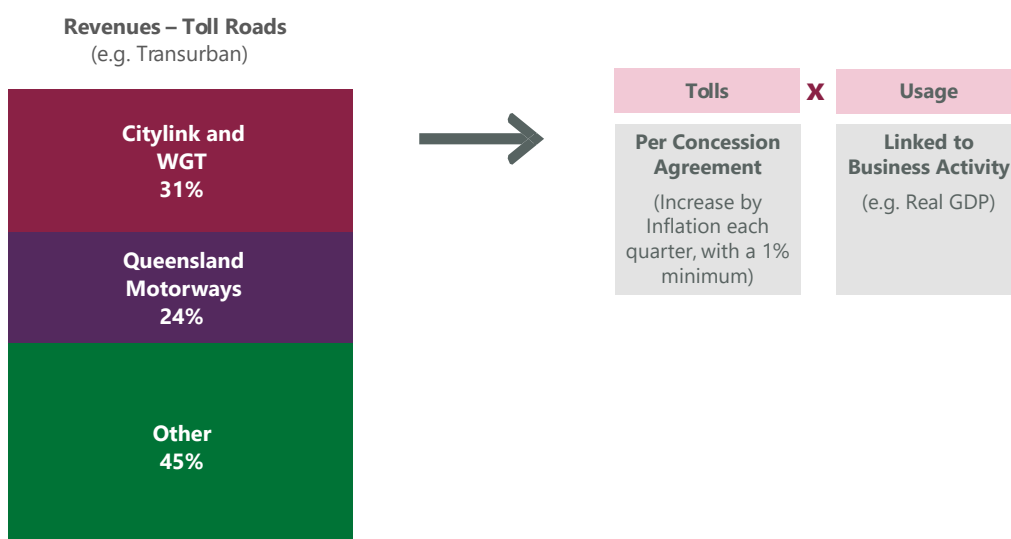 Revenues – Toll Roads
(e.g. Transurban)
Citylink and
WGT
31%
Queensland
Motorways
24%
Other
45%
Tolls
x
Usage
Per Concession
Agreement
(Increase by
Inflation each
quarter, with a 1%
minimum)
Linked to
Business Activity
(e.g. Real GDP)